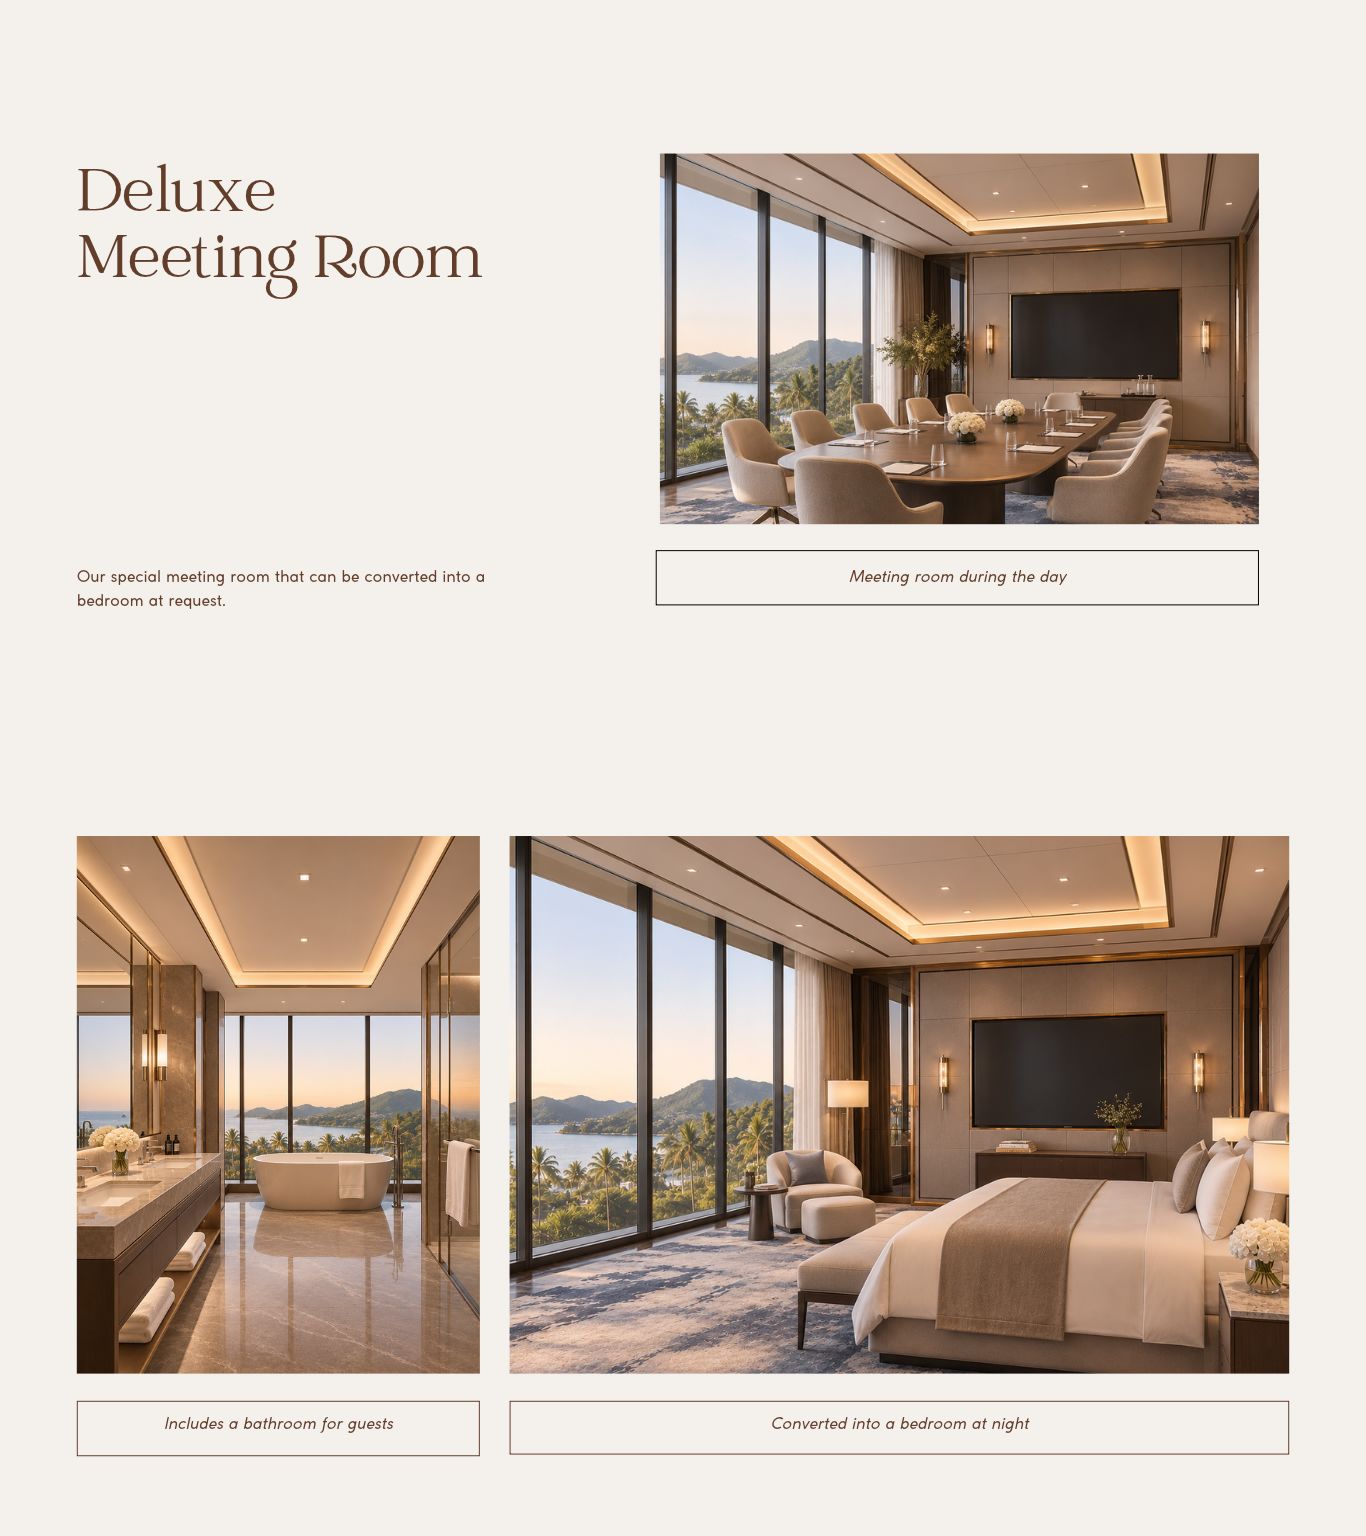 Deluxe
Meeting Room
Our special meeting room that can be converted into a
bedroom at request.
Meeting room during the day
Includes a bathroom for guests
Converted into a bedroom at night